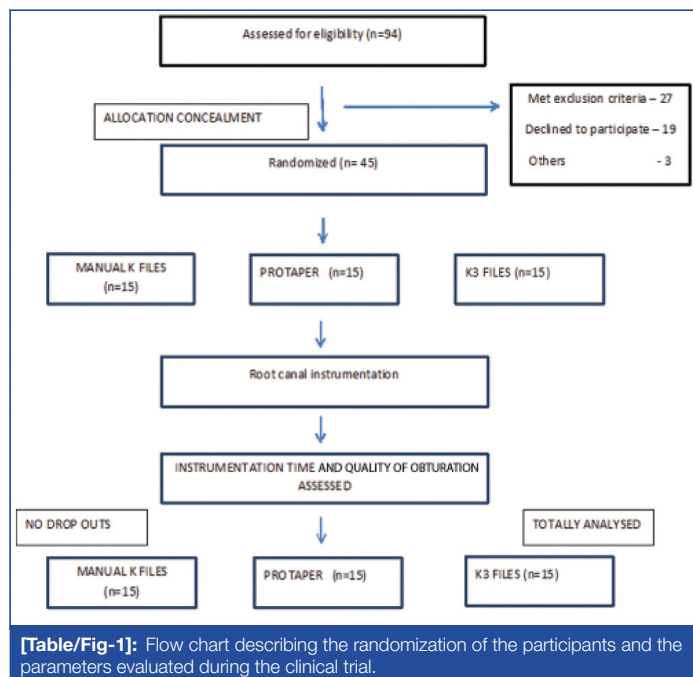 Assessed for eligibility (n=94)
Met exclusion criteria – 27
Declined to participate – 19
Others - 3
ALLOCATION CONCEALMENT
Randomized (n= 45)
MANUAL K FILES
(n=15)
PROTAPER (n=15)
K3 FILES (n=15)
Root canal instrumentation
INSTRUMENTATION TIME AND QUALITY OF OBTURATION
ASSESSED
NO DROP OUTS
TOTALLY ANALYSED
MANUAL K FILES
(n=15)
PROTAPER (n=15)
K3 FILES (n=15)
[Table/Fig-1]: Flow chart describing the randomization of the participants and the
parameters evaluated during the clinical trial.